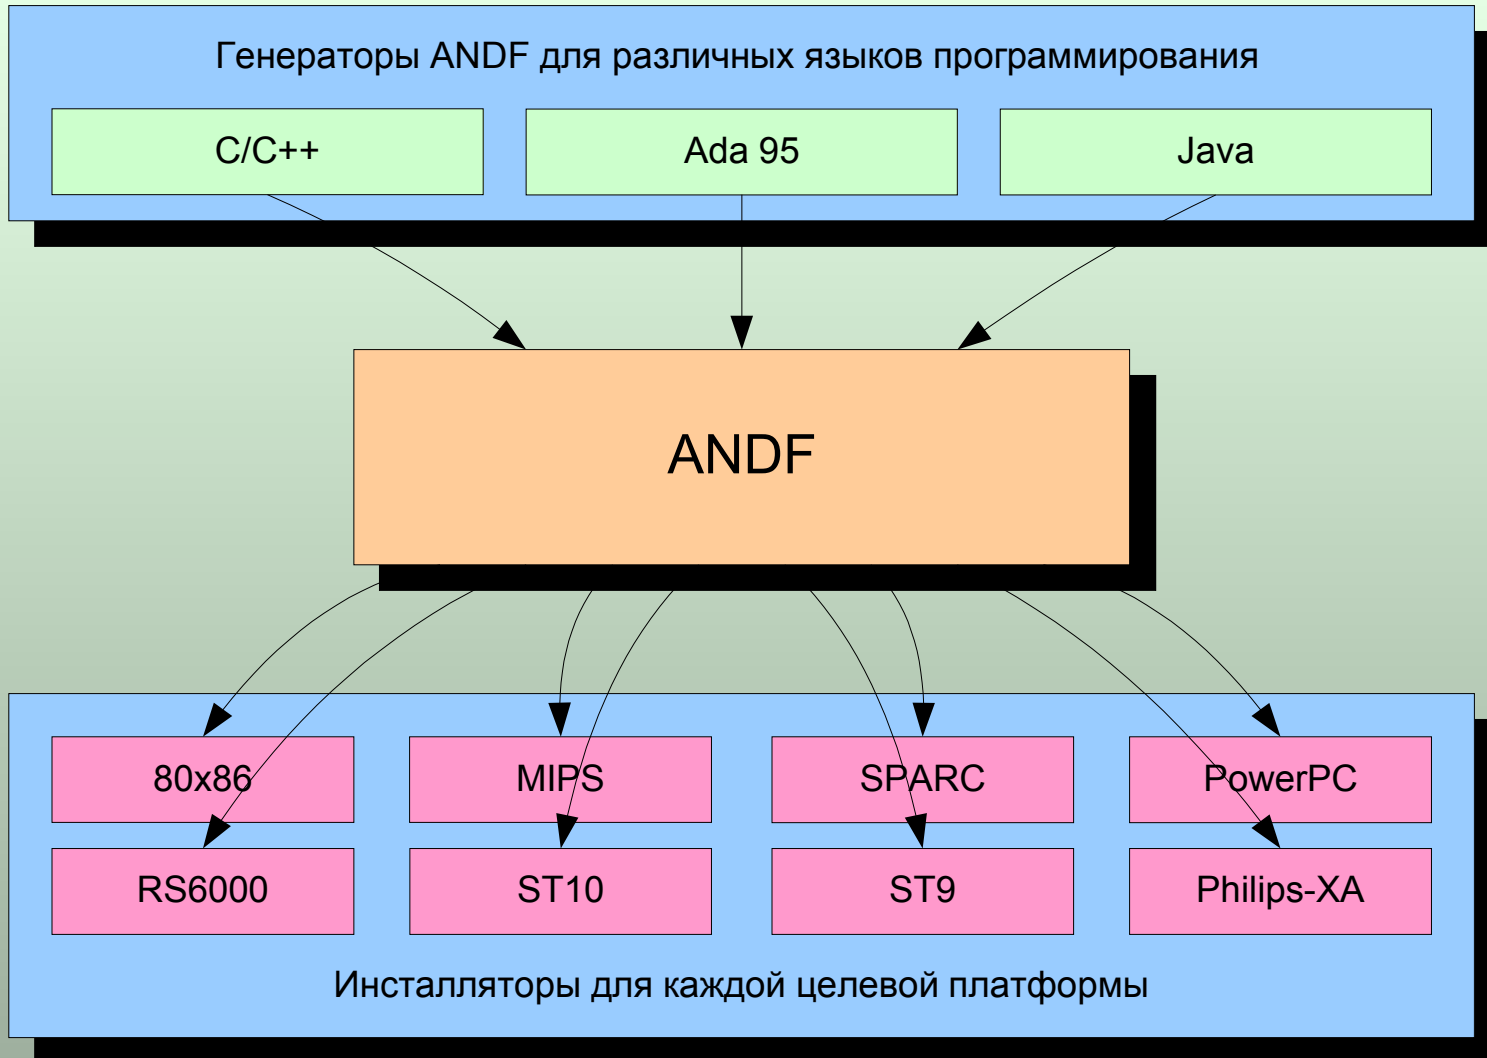 Генераторы ANDF для различных языков программирования
C/C++
Ada 95
Java
ANDF
80x86
MIPS
SPARC
PowerPC
RS6000
ST10
ST9
Philips-XA
Инсталляторы для каждой целевой платформы